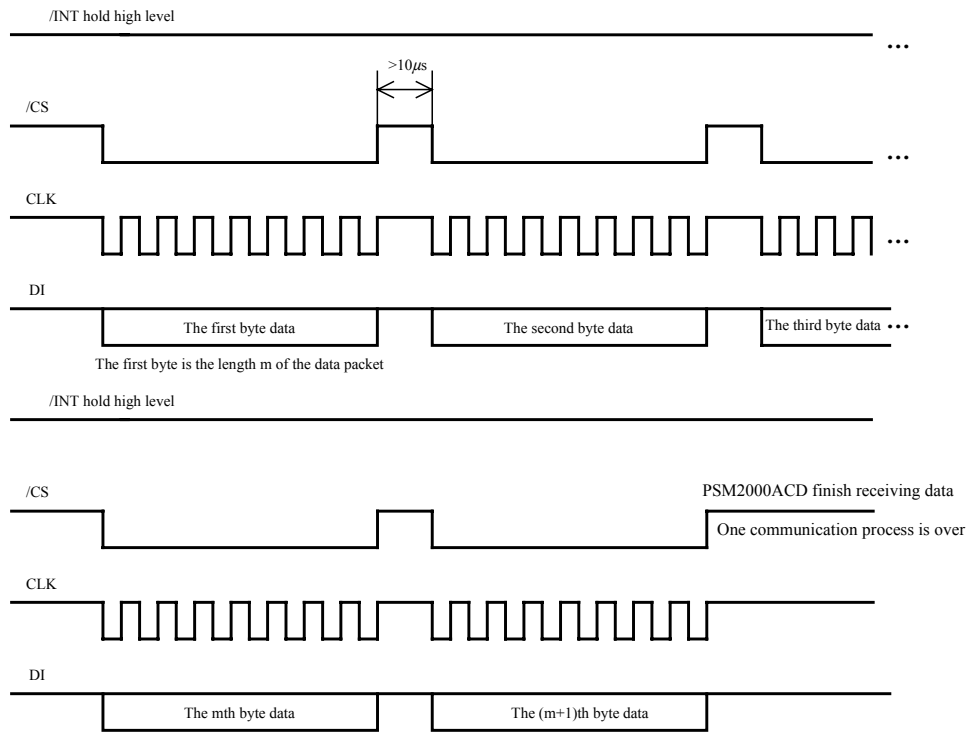 /INT hold high level
...
>10μs
/CS
...
CLK
...
DI
The first byte data
The second byte data
The third byte data ...
The first byte is the length m of the data packet
/INT hold high level
/CS
PSM2000ACD finish receiving data
One communication process is over
CLK
DI
The mth byte data
The (m+1)th byte data